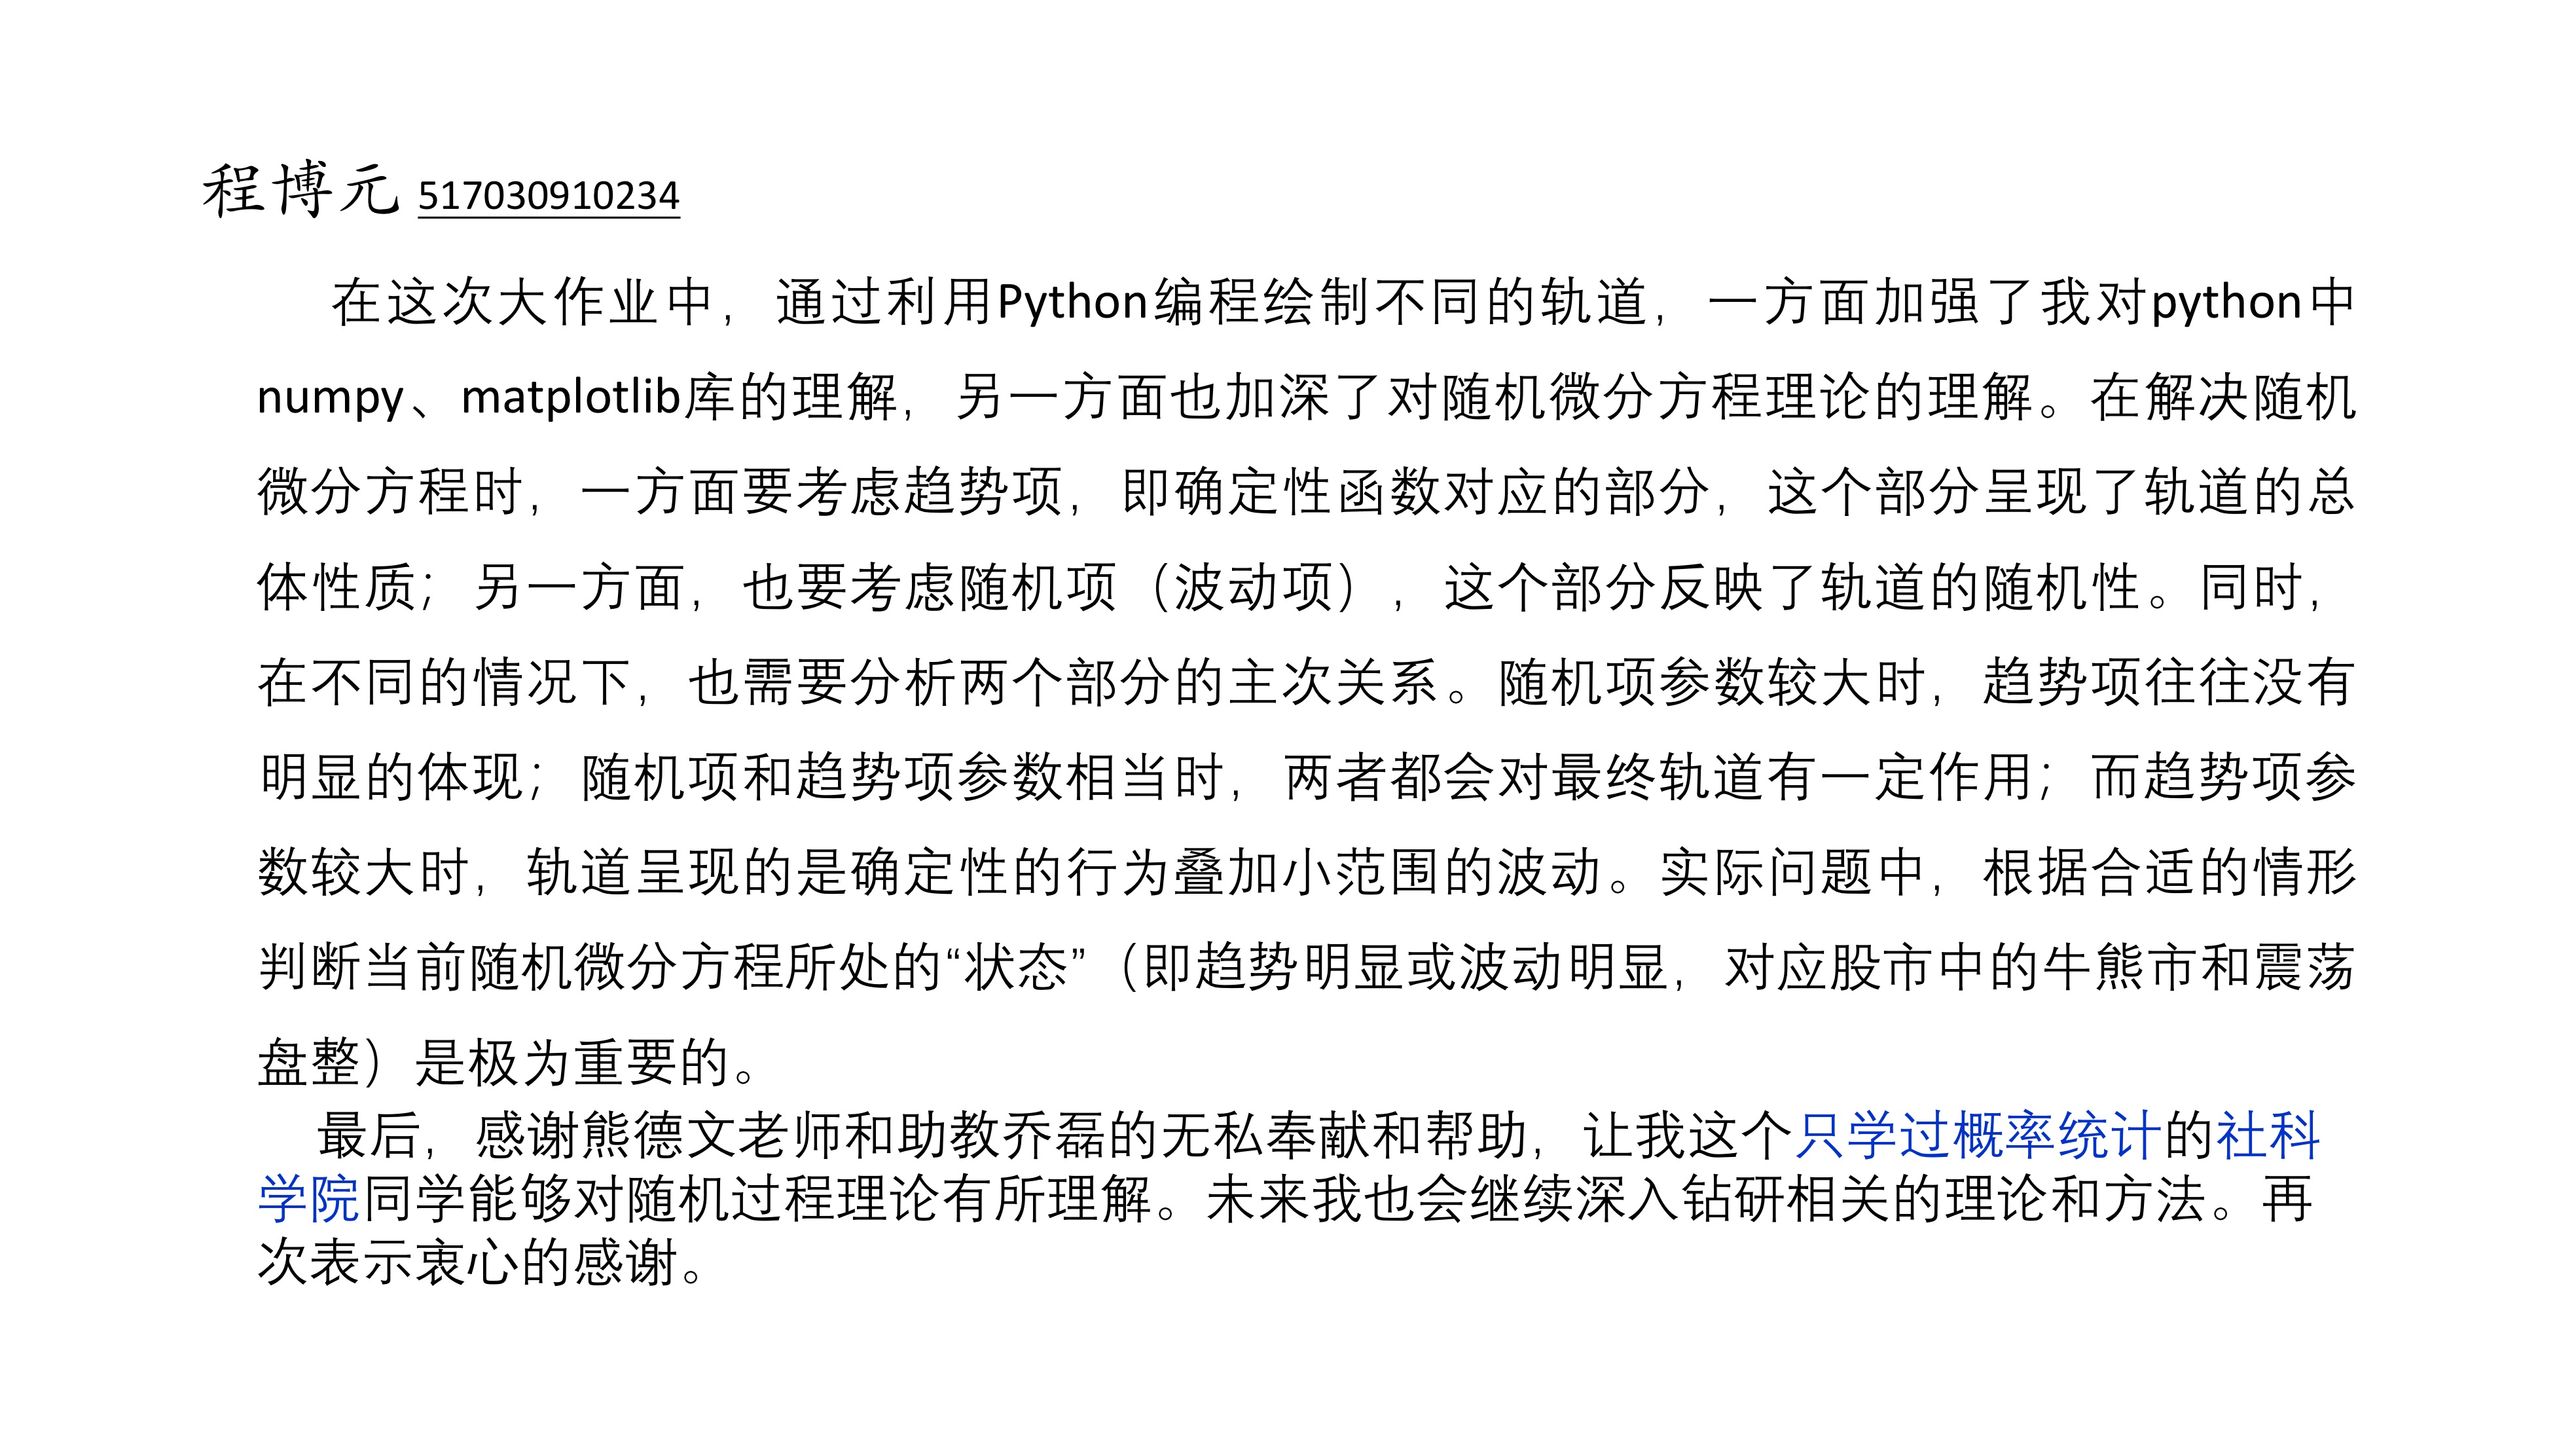 程博元 517030910234
在这次大作业中，通过利用Python编程绘制不同的轨道，一方面加强了我对python中
numpy、matplotlib库的理解，另一方面也加深了对随机微分方程理论的理解。在解决随机
微分方程时，一方面要考虑趋势项，即确定性函数对应的部分，这个部分呈现了轨道的总
体性质；另一方面，也要考虑随机项（波动项），这个部分反映了轨道的随机性。同时，
在不同的情况下，也需要分析两个部分的主次关系。随机项参数较大时，趋势项往往没有
明显的体现；随机项和趋势项参数相当时，两者都会对最终轨道有一定作用；而趋势项参
数较大时，轨道呈现的是确定性的行为叠加小范围的波动。实际问题中，根据合适的情形
判断当前随机微分方程所处的“状态”（即趋势明显或波动明显，对应股市中的牛熊市和震荡
盘整）是极为重要的。
最后，感谢熊德文老师和助教乔磊的无私奉献和帮助，让我这个只学过概率统计的社科
学院同学能够对随机过程理论有所理解。未来我也会继续深入钻研相关的理论和方法。再
次表示衷心的感谢。